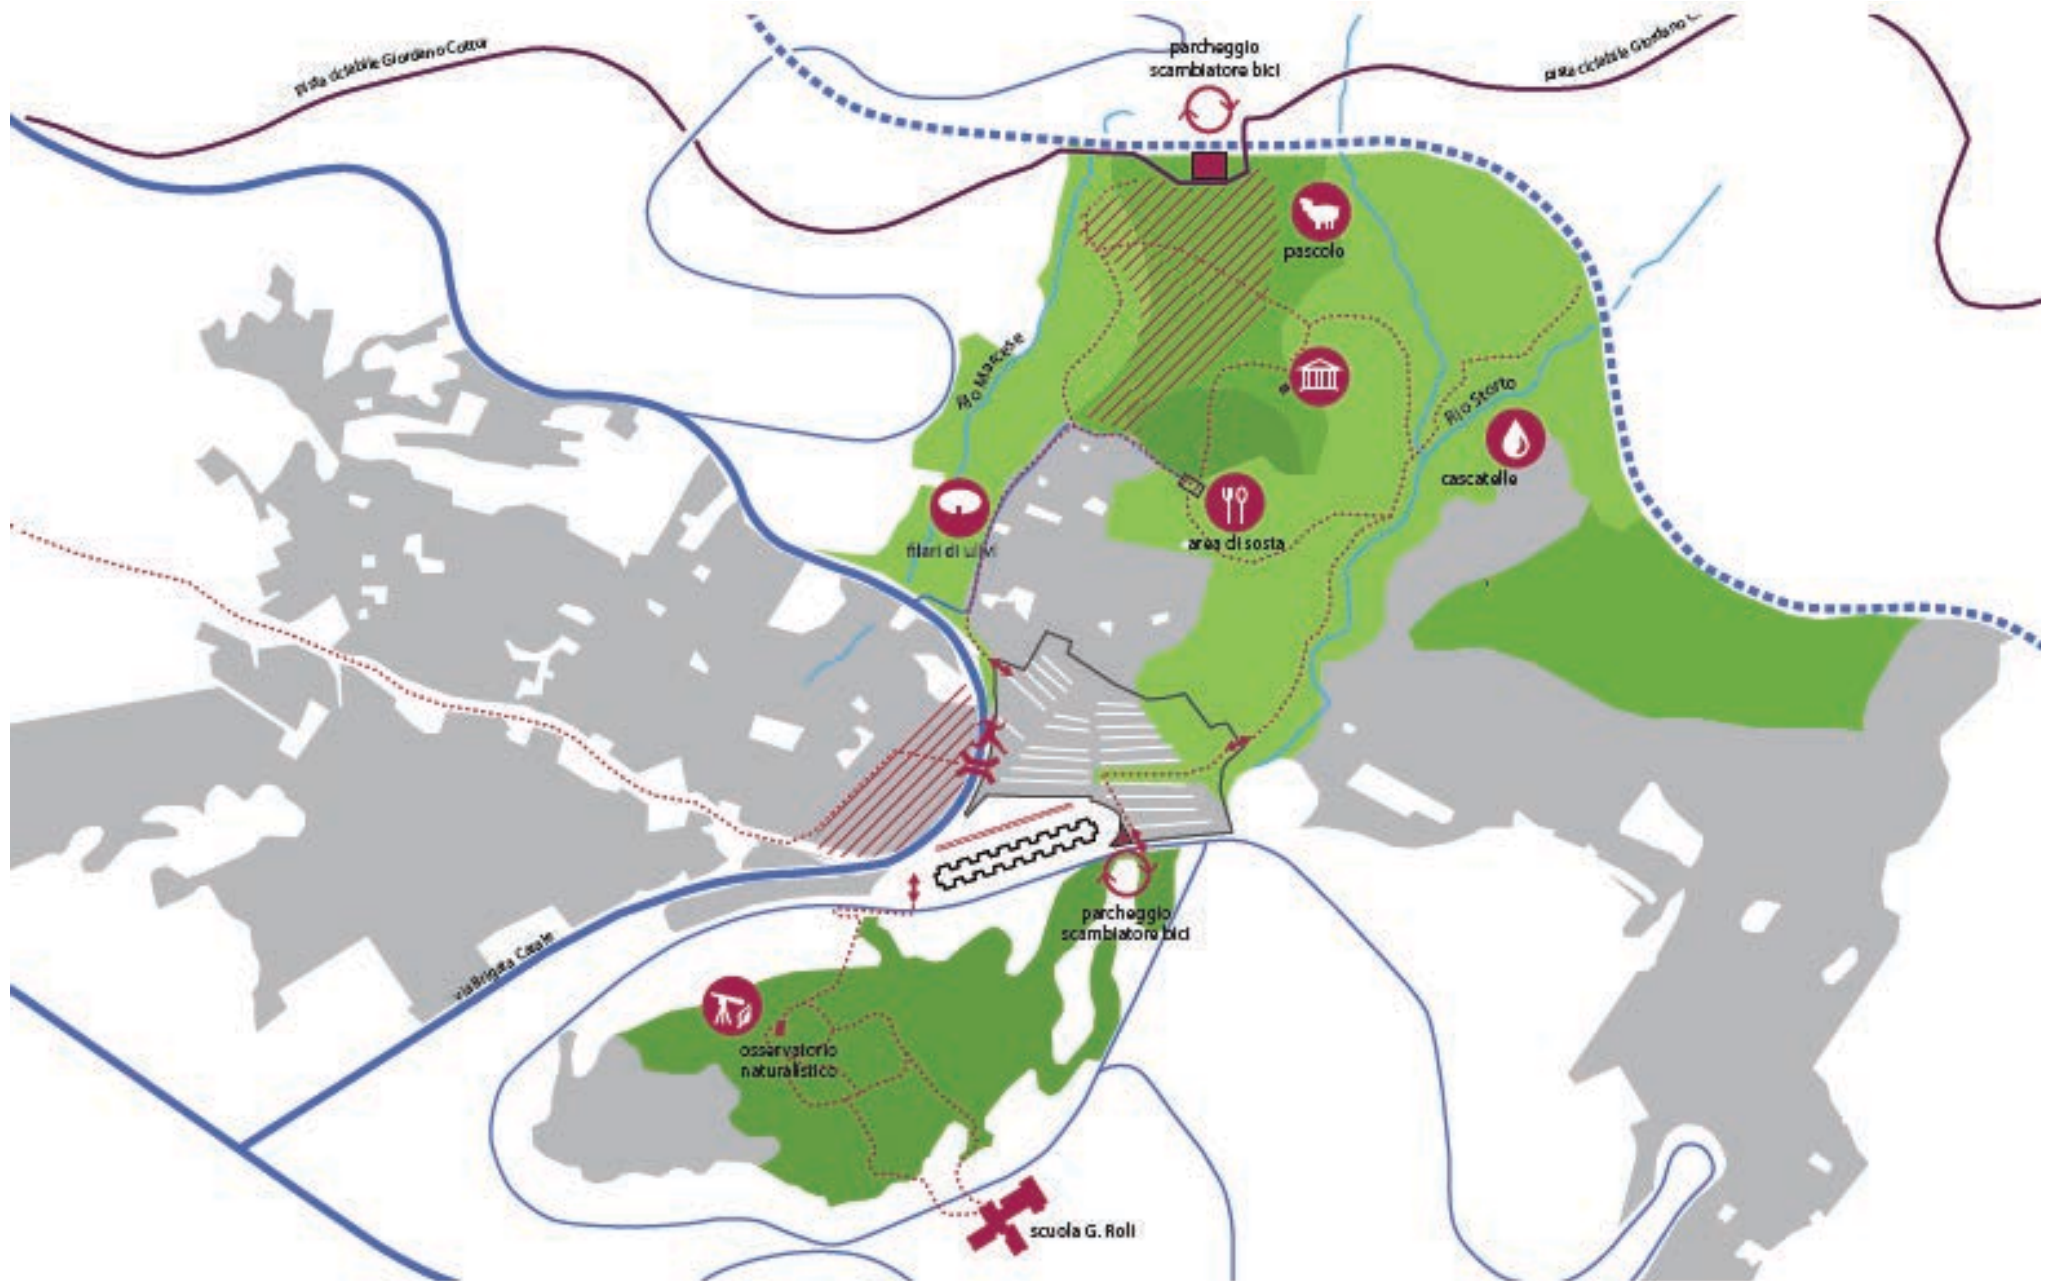 pista ciclabile Giordano Cottur
parcheggio
scambiatore bici
pista ciclabile Giordano C.
pascolo
Rio Marcese
Rio Storto
cascatelle
filari di ulivi
area di sosta
parcheggio
scambiatore bici
via Brigata Casale
osservatorio
naturalistico
scuola G. Roli